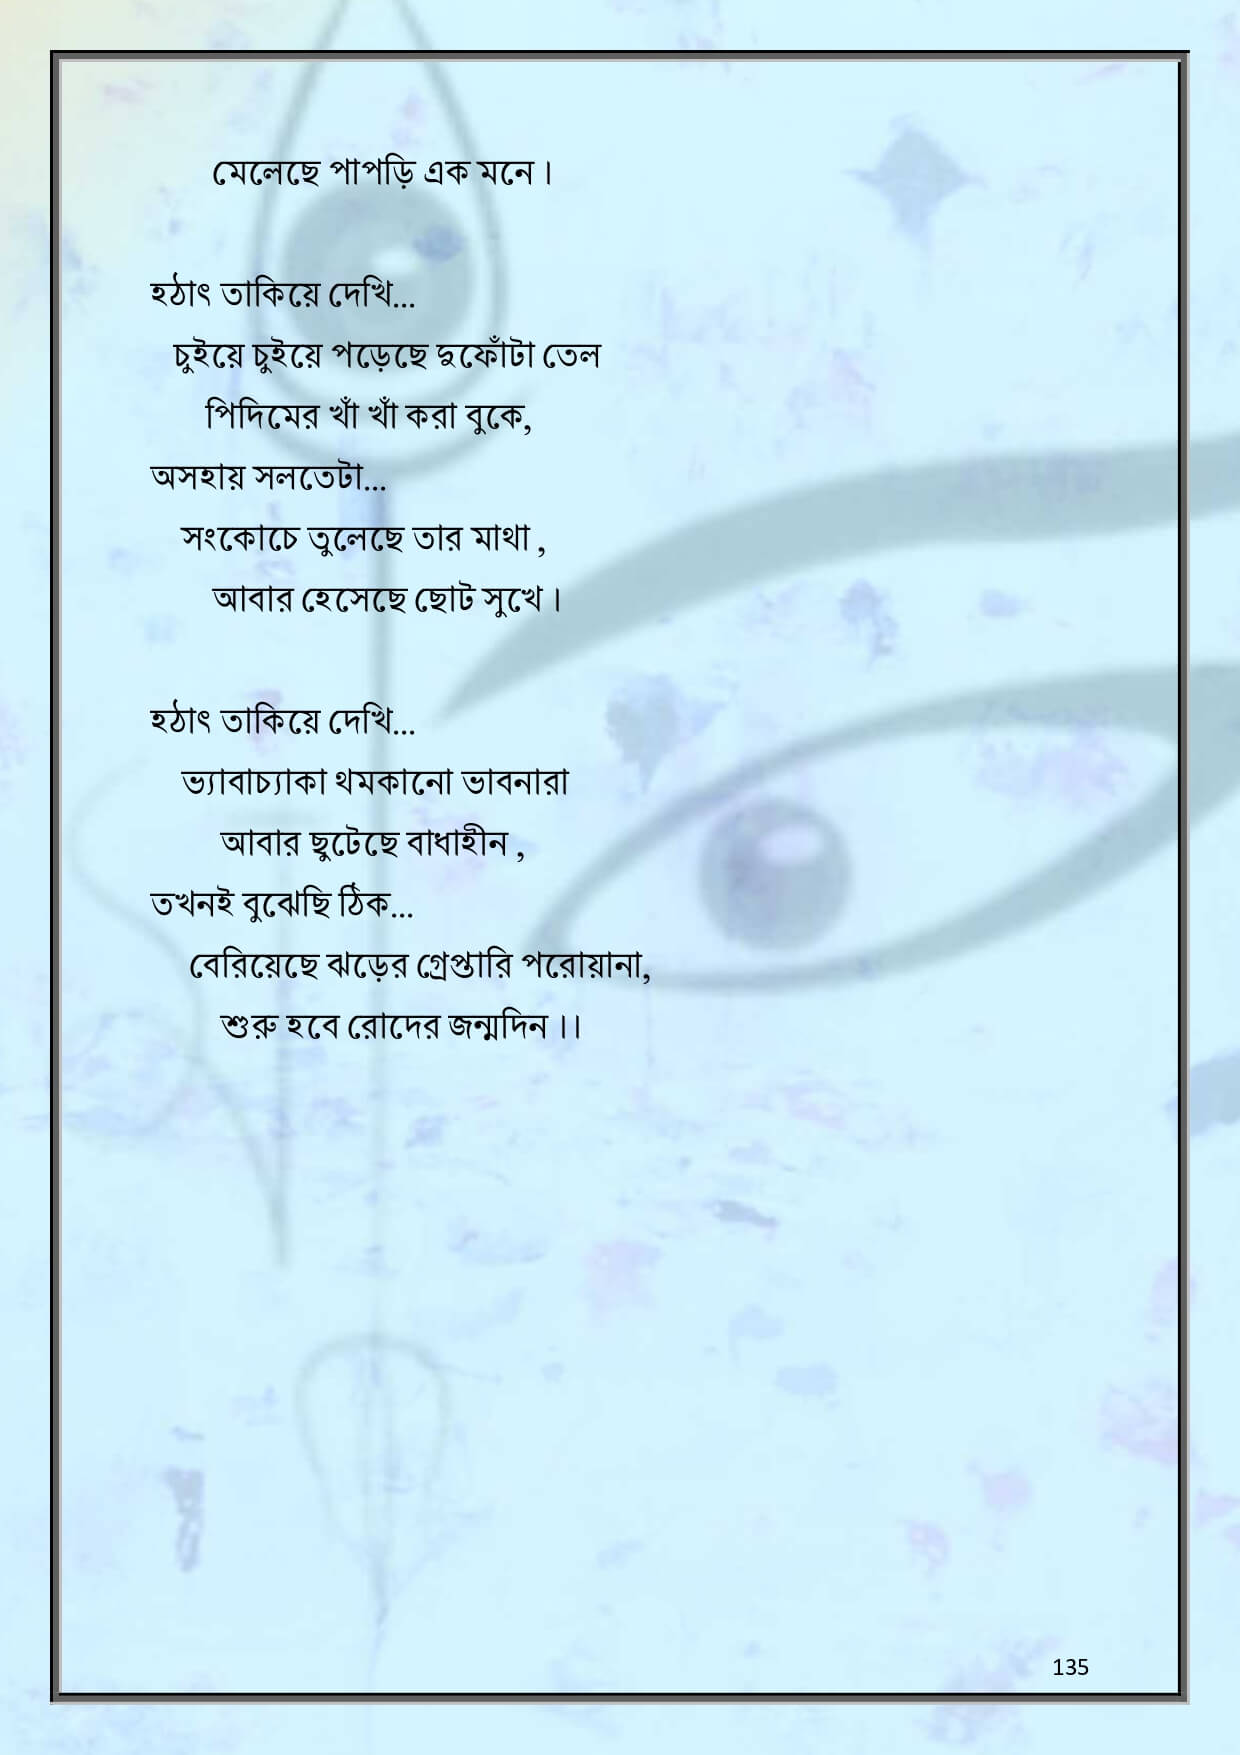 মেলেছে পাপড়ি এক মনে ।
হঠাৎ তাকিয়ে দেখি...
চুইয়ে চুইয়ে পড়েছে দুফোঁটা তেল
পিদিমের খাঁ খাঁ করা বুকে,
অসহায় সলতেটা...
সংকোচে তুলেছে তার মাথা ,
আবার হেসেছে ছোট সুখে ।
হঠাৎ তাকিয়ে দেখি...
ভ্যাবাচ্যাকা থমকানো ভাবনারা
আবার ছুটেছে বাধাহীন ,
তখনই বুঝেছি ঠিক...
বেরিয়েছে ঝড়ের গ্রেপ্তারি পরোয়ানা,
শুরু হবে রোদের জন্মদিন ।।
135